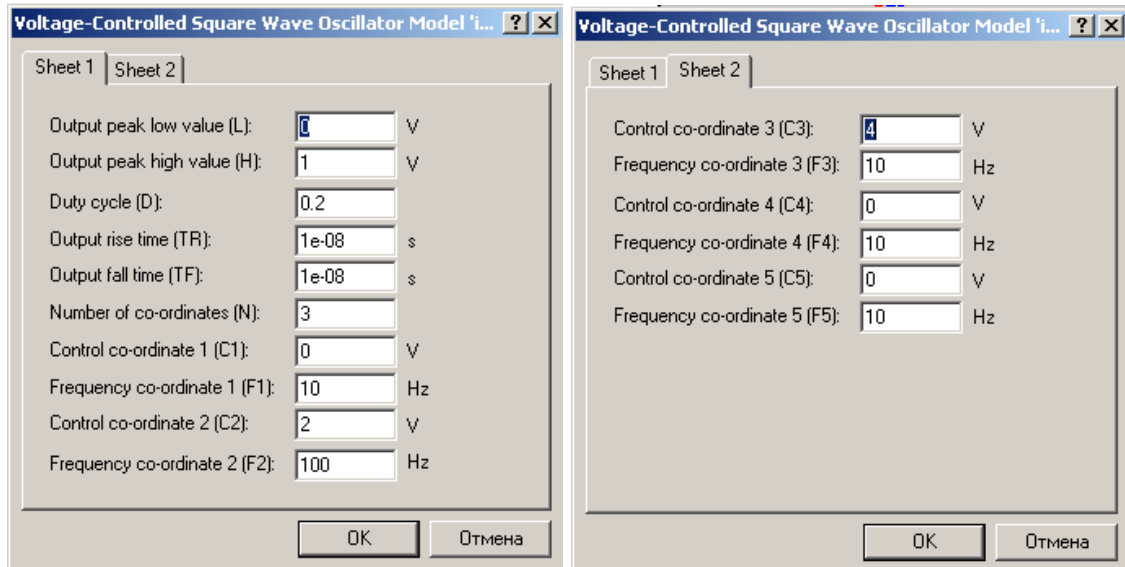 Voltage-Controlled Square Wave Oscillator Model 'i...
Sheet 1 Sheet 2
Output peak low value (L): 0 V
Output peak high value (H): 1 V
Duty cycle (D): 0.2
Output rise time (TR): 1e-08 s
Output fall time (TF): 1e-08 s
Number of co-ordinates (N): 3
Control co-ordinate 1 (C1): 0 V
Frequency co-ordinate 1 (F1): 10 Hz
Control co-ordinate 2 (C2): 2 V
Frequency co-ordinate 2 (F2): 100 Hz
OK Отмена
Voltage-Controlled Square Wave Oscillator Model 'i...
Sheet 1 Sheet 2
Control co-ordinate 3 (C3): 4 V
Frequency co-ordinate 3 (F3): 10 Hz
Control co-ordinate 4 (C4): 0 V
Frequency co-ordinate 4 (F4): 10 Hz
Control co-ordinate 5 (C5): 0 V
Frequency co-ordinate 5 (F5): 10 Hz
OK Отмена